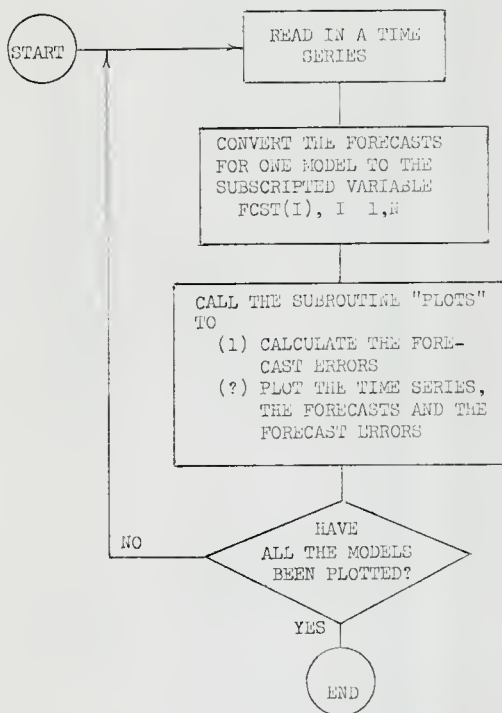 START
READ IN A TIME
SERIES
CONVERT THE FORECASTS
FOR ONE MODEL TO THE
SUBSCRIPTED VARIABLE
FCST(I), I 1,N
CALL THE SUBROUTINE "PLOTS"
TO
(1) CALCULATE THE FORE-
CAST ERRORS
(?) PLOT THE TIME SERIES,
THE FORECASTS AND THE
FORECAST ERRORS
HAVE
ALL THE MODELS
BEEN PLOTTED?
NO
YES
END